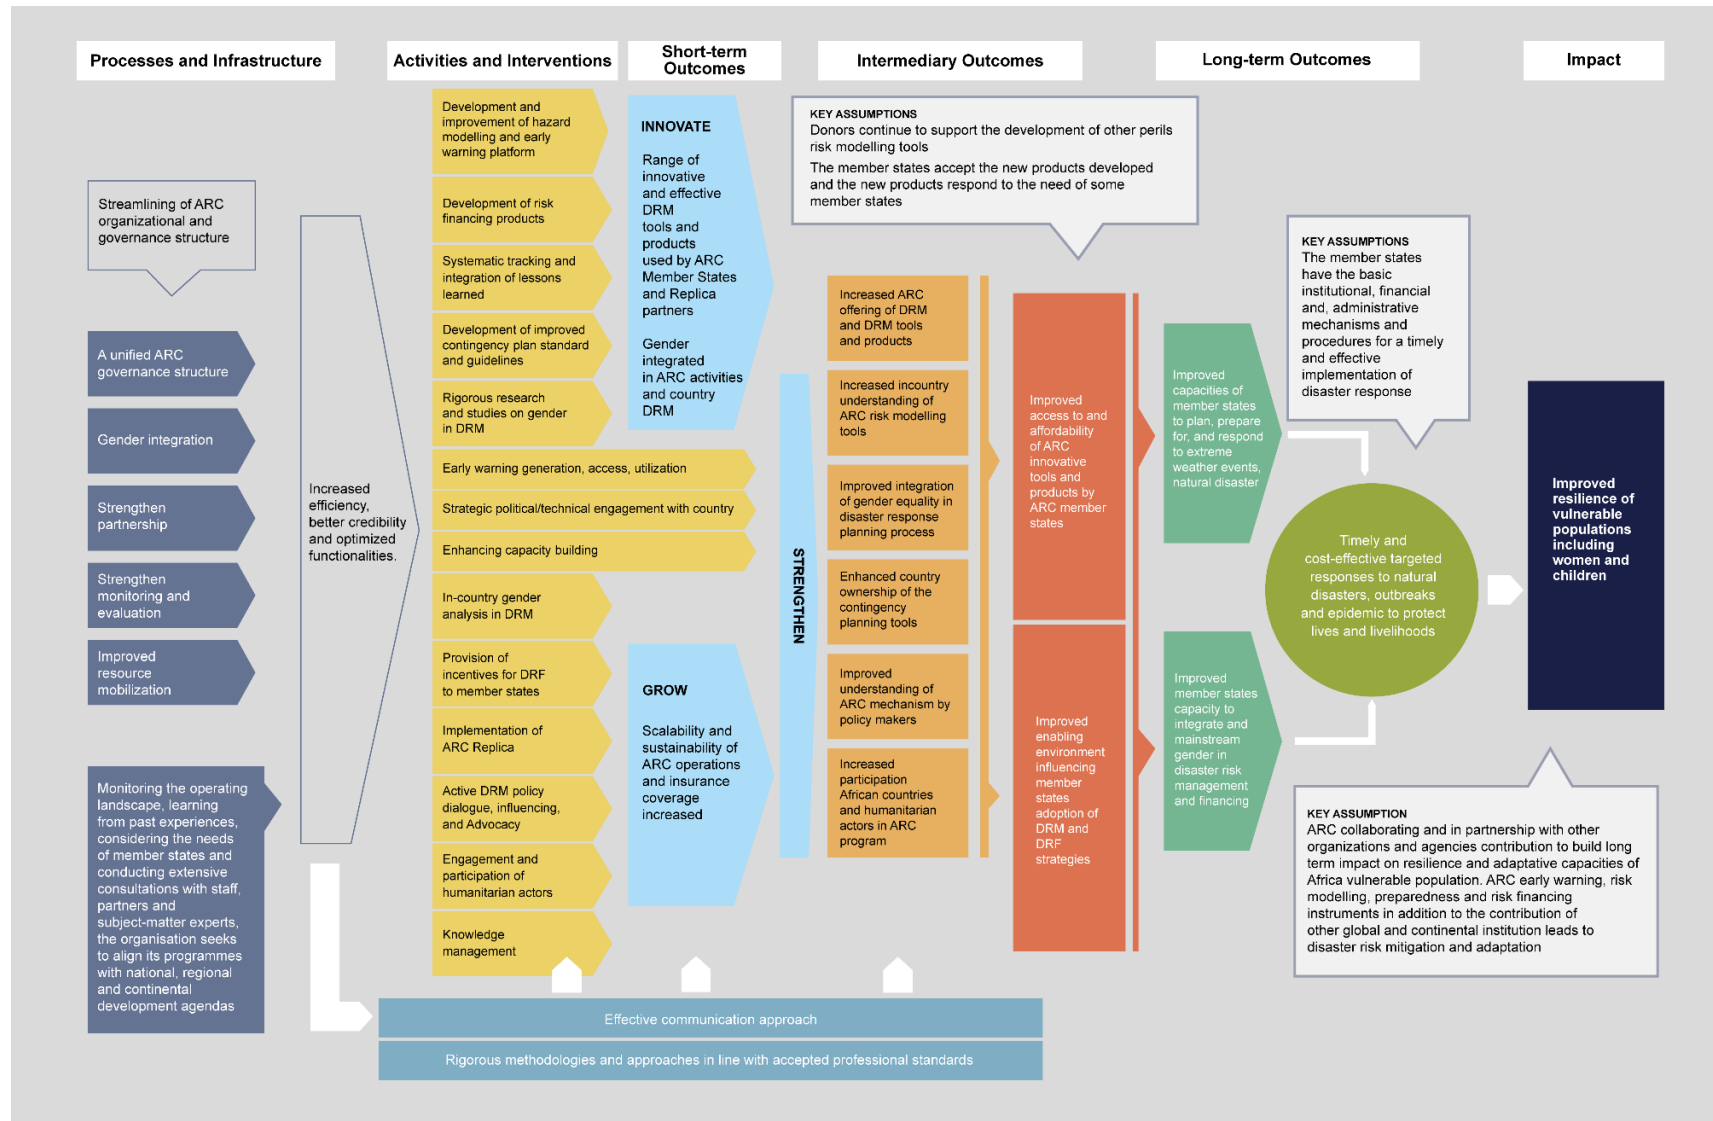 Processes and Infrastructure
Activities and Interventions
Short-term
Outcomes
Intermediary Outcomes
Long-term Outcomes
Impact
Streamlining of ARC
organizational and
governance structure
A unified ARC
governance structure
Gender integration
Strengthen
partnership
Strengthen
monitoring and
evaluation
Improved
resource
mobilization
Monitoring the operating
landscape, learning
from past experiences,
considering the needs
of member states and
conducting extensive
consultations with staff,
partners and
subject-matter experts,
the organisation seeks
to align its programmes
with national, regional
and continental
development agendas
Increased
efficiency,
better credibility
and optimized
functionalities.
Development and
improvement of hazard
modelling and early
warning platform
Development of risk
financing products
Systematic tracking and
integration of lessons
learned
Development of improved
contingency plan standard
and guidelines
Rigorous research
and studies on gender
in DRM
Early warning generation, access, utilization
Strategic political/technical engagement with country
Enhancing capacity building
In-country gender
analysis in DRM
Provision of
incentives for DRF
to member states
Implementation of
ARC Replica
Active DRM policy
dialogue, influencing,
and Advocacy
Engagement and
participation of
humanitarian actors
Knowledge
management
INNOVATE
Range of
innovative
and effective
DRM
tools and
products
used by ARC
Member States
and Replica
partners
Gender
integrated
in ARC activities
and country
DRM
GROW
Scalability and
sustainability of
ARC operations
and insurance
coverage
increased
STRENGTHEN
KEY ASSUMPTIONS
Donors continue to support the development of other perils
risk modelling tools
The member states accept the new products developed
and the new products respond to the need of some
member states
Increased ARC
offering of DRM
and DRM tools
and products
Increased incountry
understanding of
ARC risk modelling
tools
Improved integration
of gender equality in
disaster response
planning process
Enhanced country
ownership of the
contingency
planning tools
Improved
understanding of
ARC mechanism by
policy makers
Increased
participation
African countries
and humanitarian
actors in ARC
program
Improved
access to and
affordability
of ARC
innovative
tools and
products by
ARC member
states
Improved
enabling
environment
influencing
member
states
adoption of
DRM and
DRF
strategies
Improved
capacities of
member states
to plan, prepare
for, and respond
to extreme
weather events,
natural disaster
Improved
member states
capacity to
integrate and
mainstream
gender in
disaster risk
management
and financing
KEY ASSUMPTIONS
The member states
have the basic
institutional, financial
and, administrative
mechanisms and
procedures for a timely
and effective
implementation of
disaster response
Timely and
cost-effective targeted
responses to natural
disasters, outbreaks
and epidemic to protect
lives and livelihoods
Improved
resilience of
vulnerable
populations
including
women and
children
KEY ASSUMPTION
ARC collaborating and in partnership with other
organizations and agencies contribution to build long
term impact on resilience and adaptative capacities of
Africa vulnerable population. ARC early warning, risk
modelling, preparedness and risk financing
instruments in addition to the contribution of
other global and continental institution leads to
disaster risk mitigation and adaptation
Effective communication approach
Rigorous methodologies and approaches in line with accepted professional standards